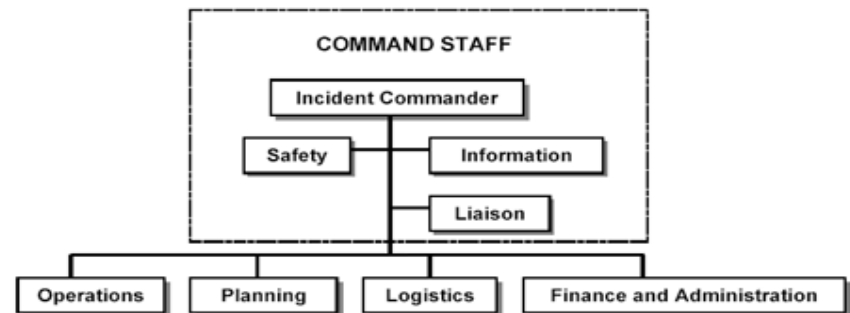 COMMAND STAFF
Incident Commander
Safety
Information
Liaison
Operations
Planning
Logistics
Finance and Administration